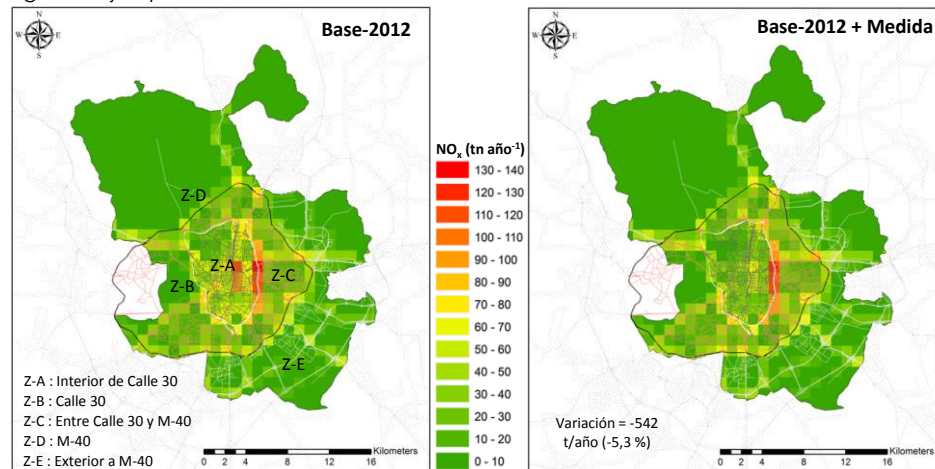 Base-2012
N
W
E
S
Z-D
Z-A
Z-C
Z-B
Z-E
Z-A : Interior de Calle 30
Z-B : Calle 30
Z-C : Entre Calle 30 y M-40
Z-D : M-40
Z-E : Exterior a M-40
Kilometers
0 2 4 8 12 16
NOx (tn año-1)
130 - 140
120 - 130
110 - 120
100 - 110
90 - 100
80 - 90
70 - 80
60 - 70
50 - 60
40 - 50
30 - 40
20 - 30
10 - 20
0 - 10
Base-2012 + Medida
N
W
E
S
Variación = -542
t/año (-5,3 %)
Kilometers
0 2 4 8 12 16